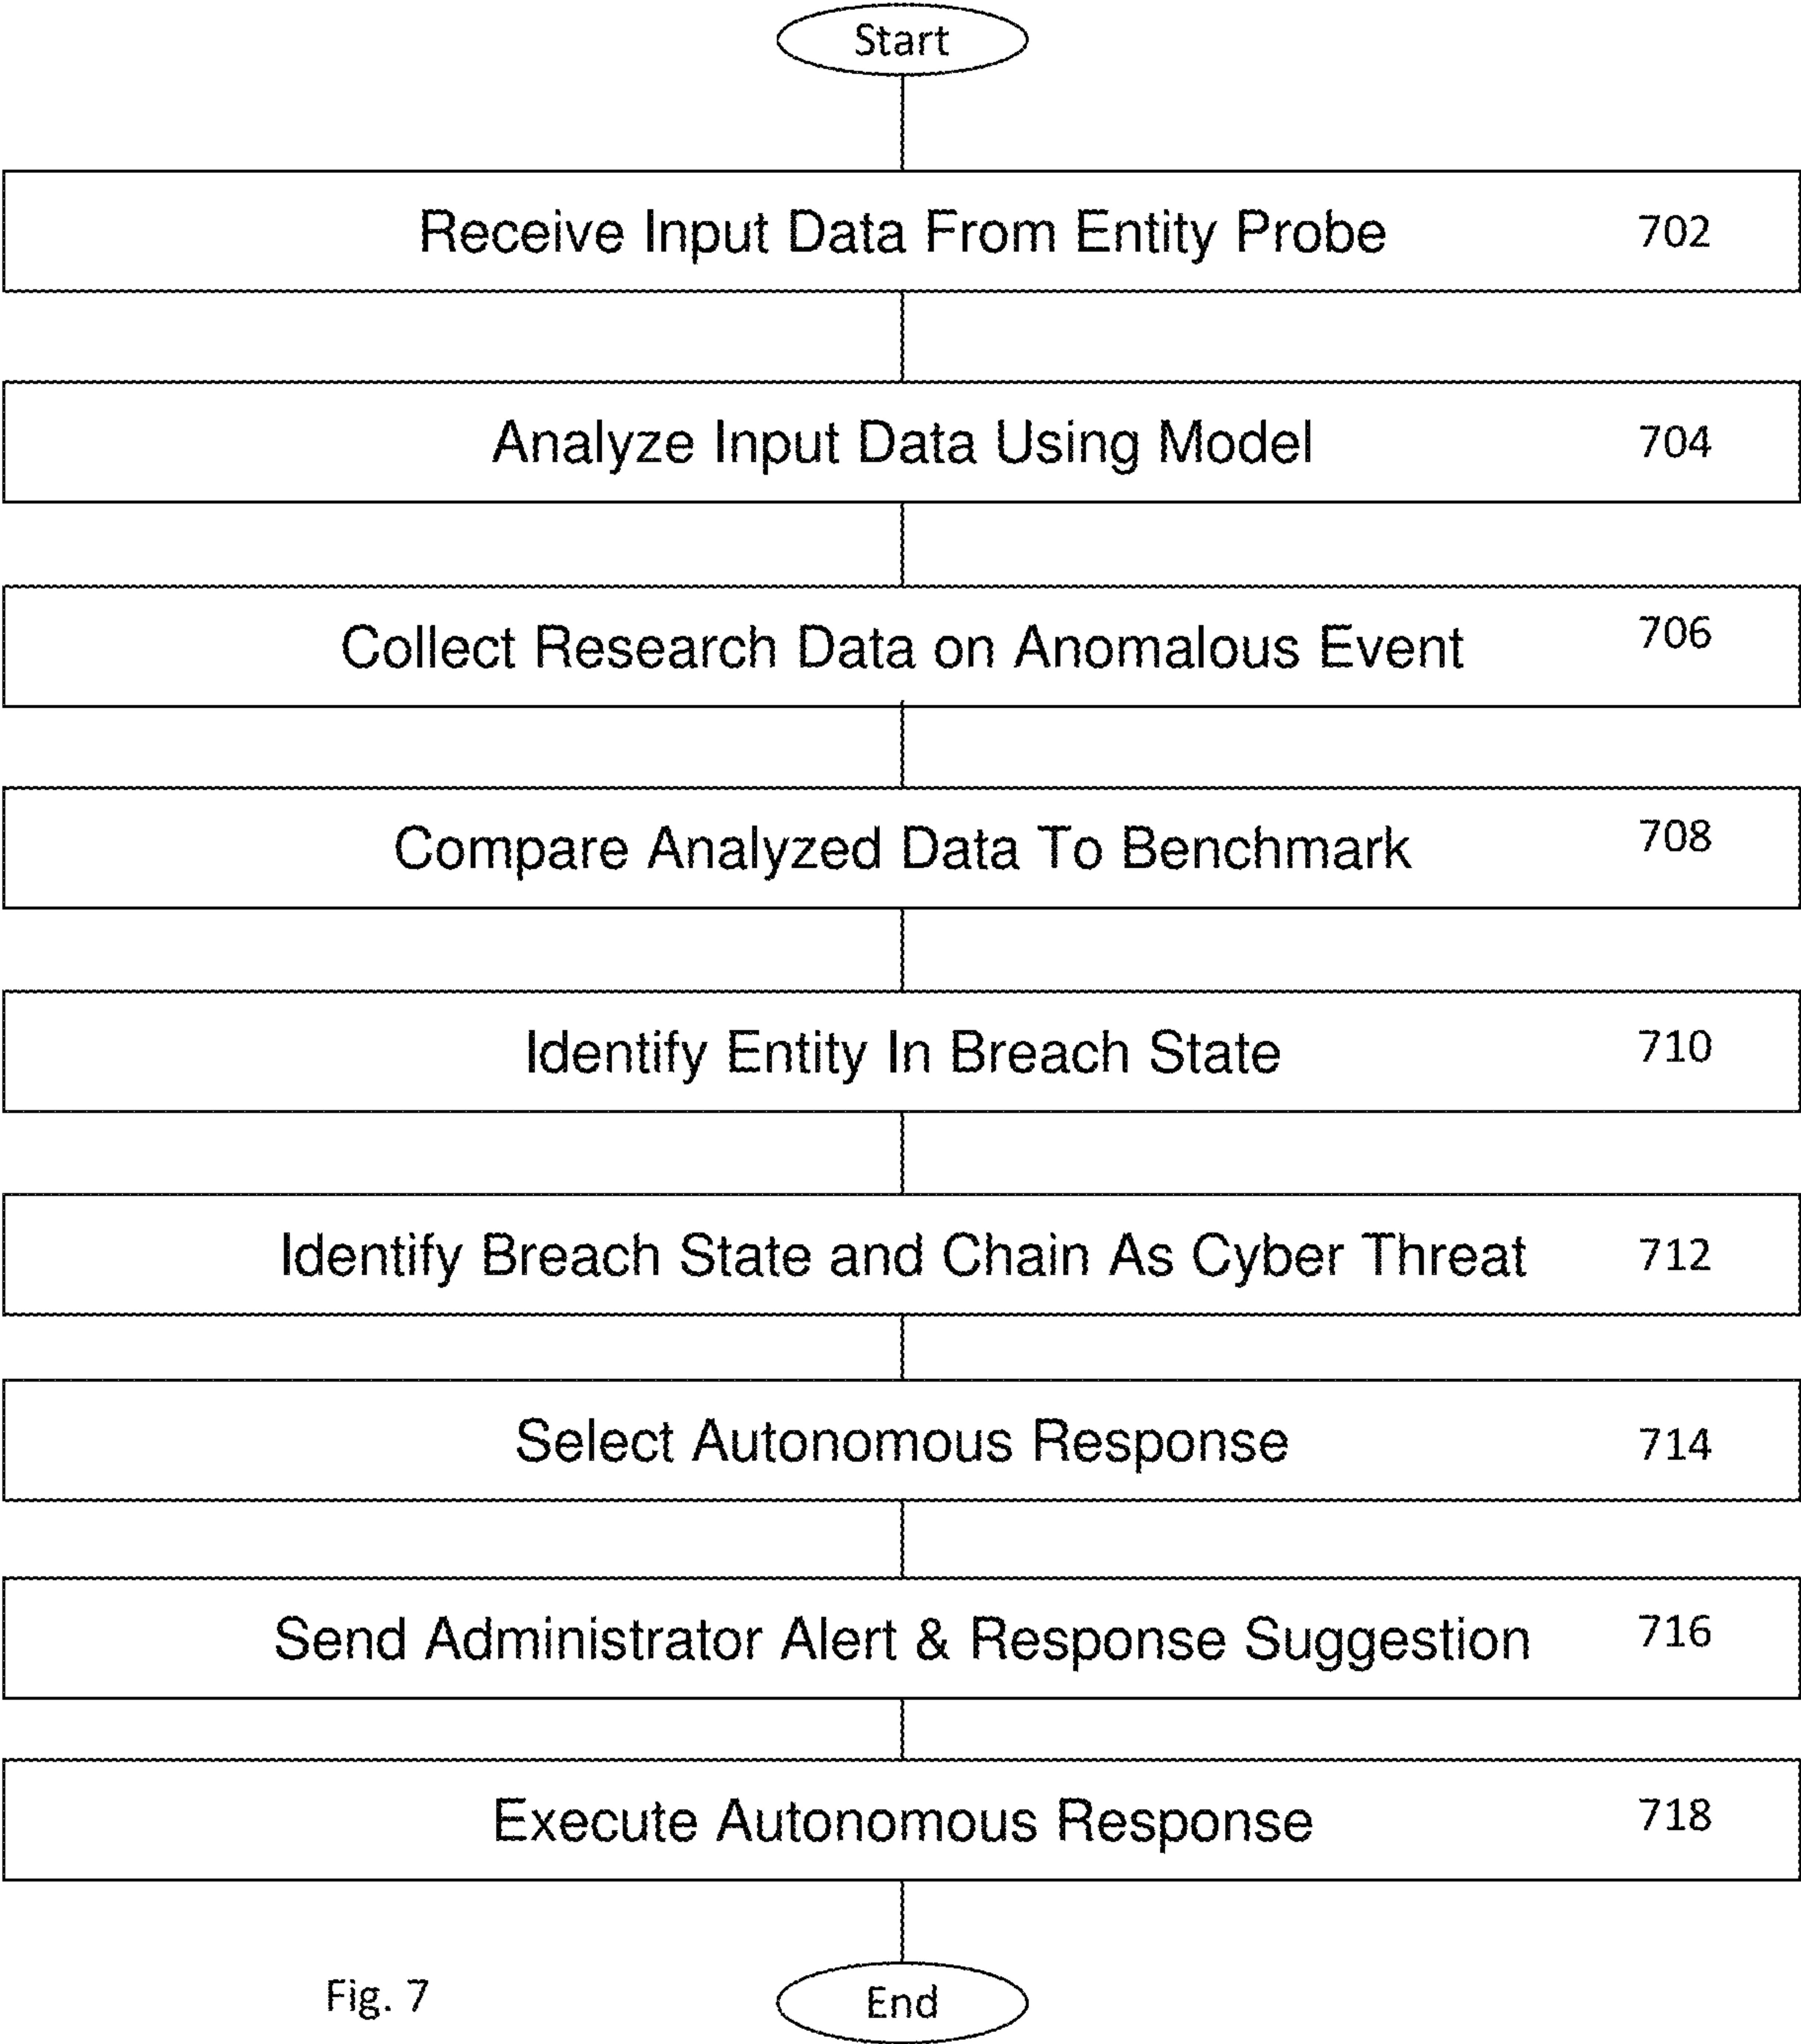 Start
Receive Input Data From Entity Probe 702
Analyze Input Data Using Model 704
Collect Research Data on Anomalous Event 706
Compare Analyzed Data To Benchmark 708
Identify Entity In Breach State 710
Identify Breach State and Chain As Cyber Threat 712
Select Autonomous Response 714
Send Administrator Alert & Response Suggestion 716
Execute Autonomous Response 718
Fig. 7
End